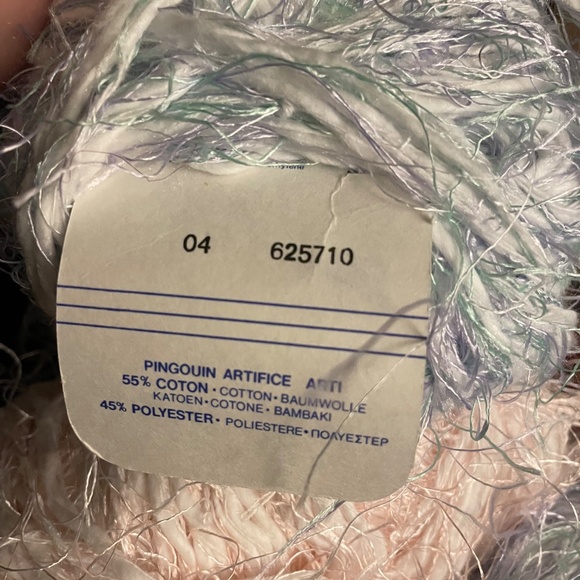 04 625710
PINGOUIN ARTIFICE ARTI
55% COTON • COTTON • BAUMWOLLE
KATOEN • COTONE • BAMBAKI
45% POLYESTER • POLIESTERE • ΠΟΛΥΕΣΤΕΡ